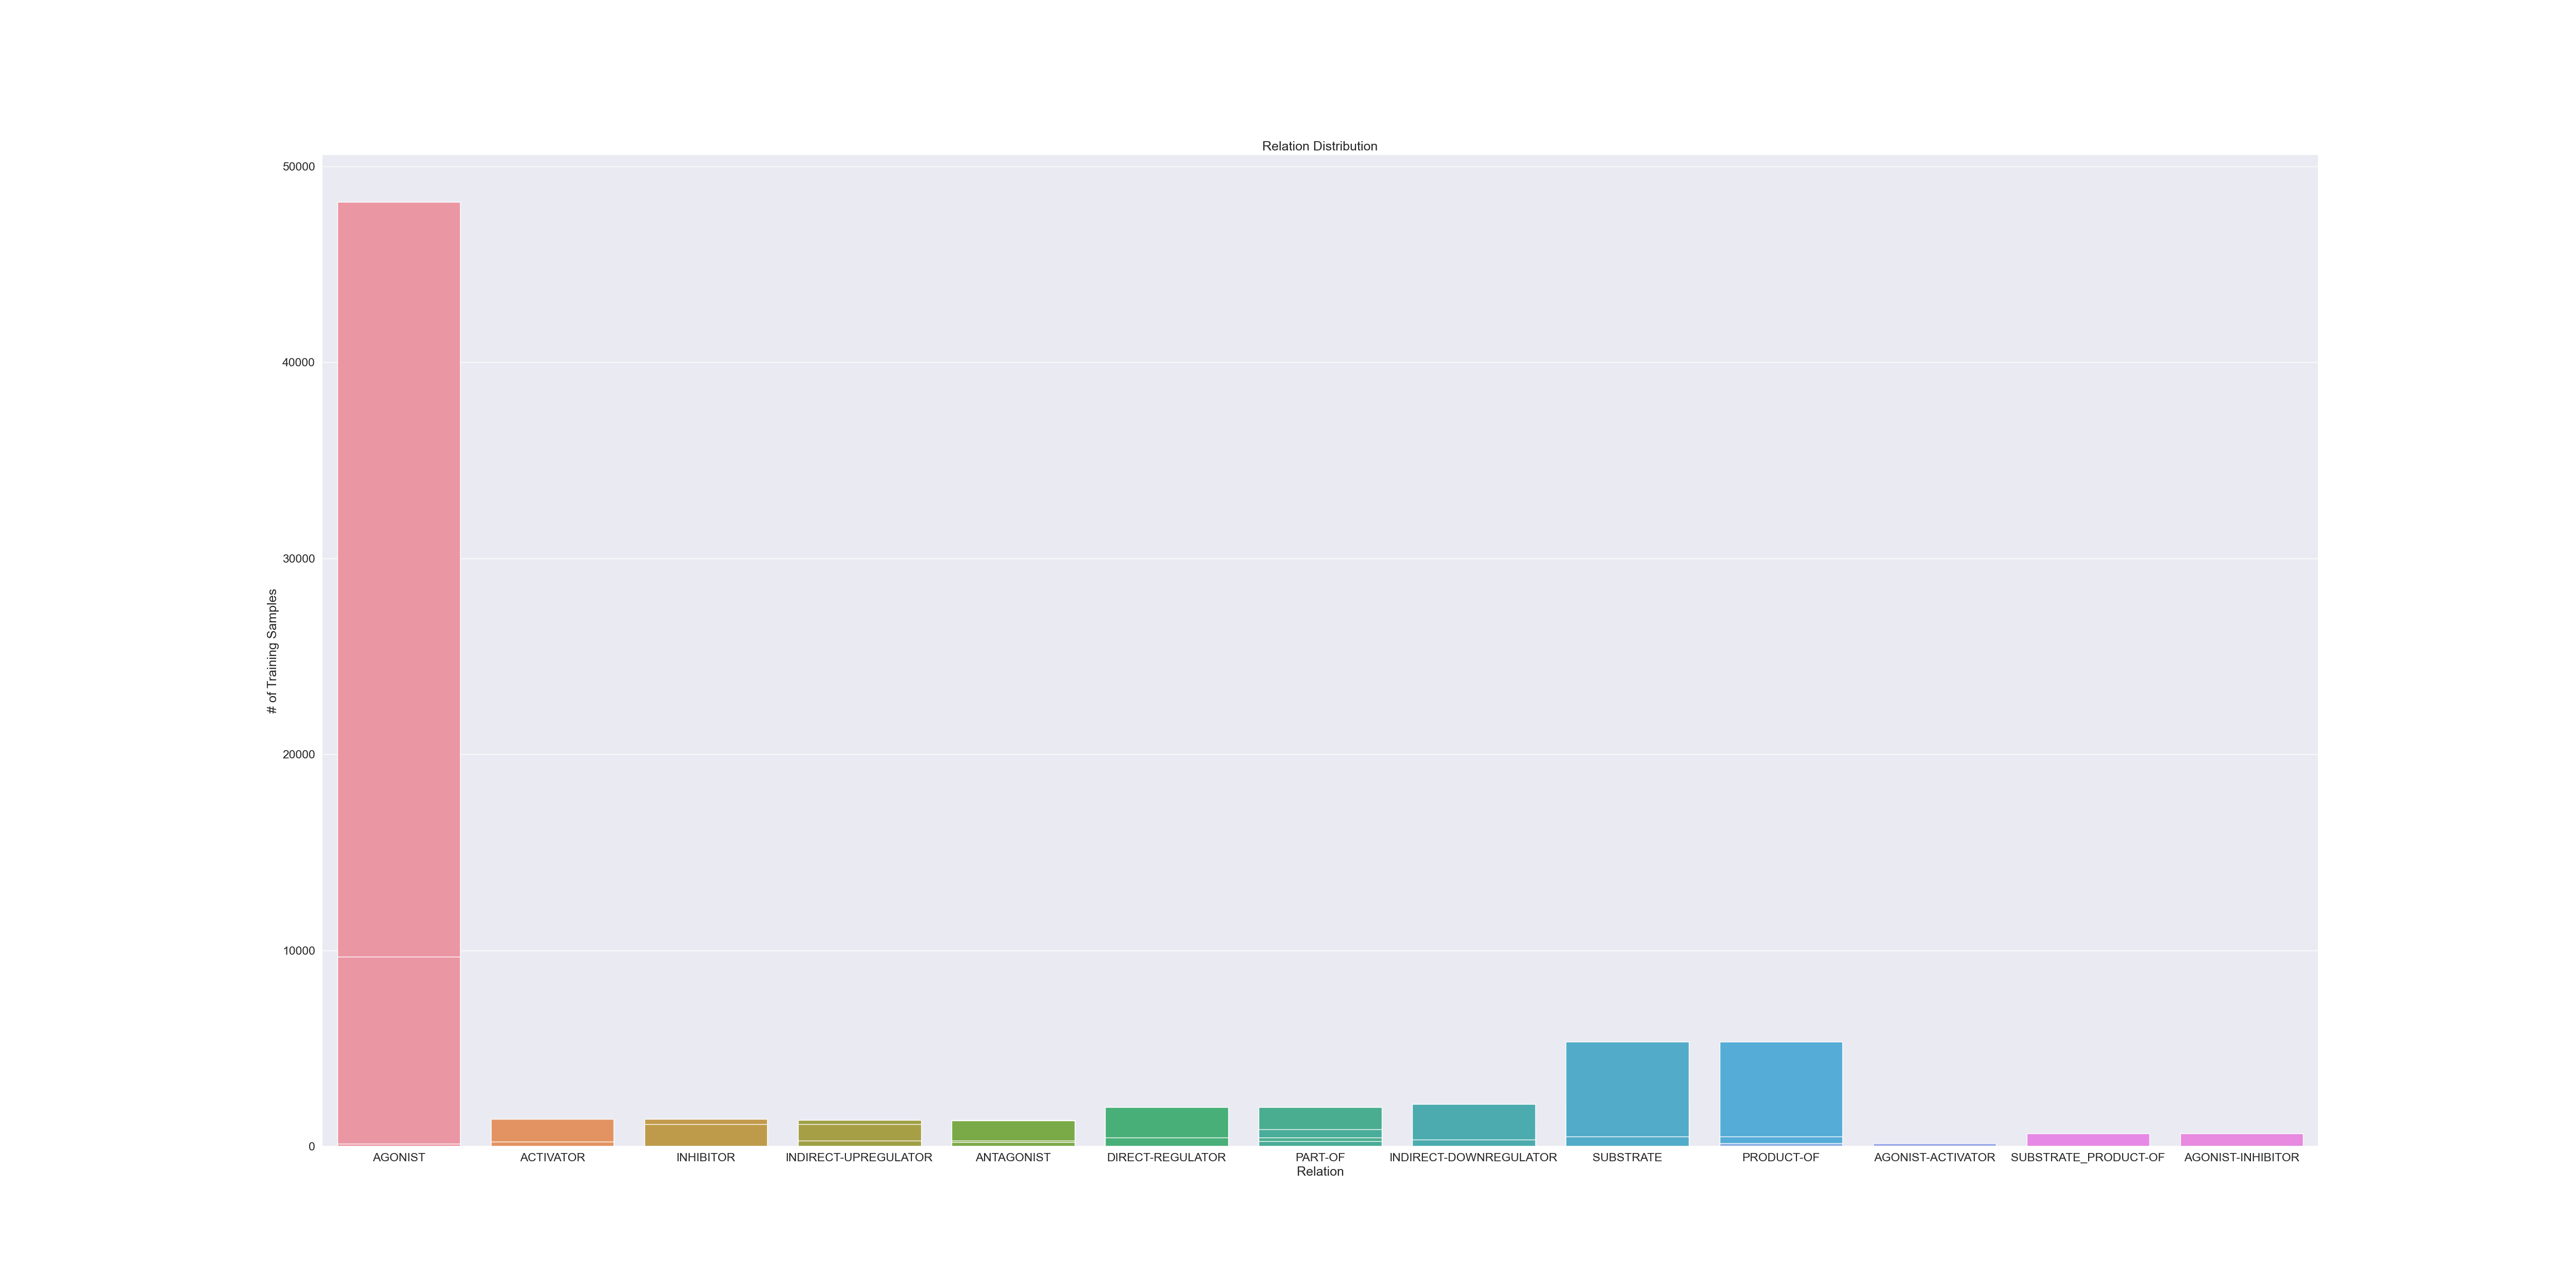 Relation Distribution
# of Training Samples
50000
40000
30000
20000
10000
0
AGONIST ACTIVATOR INHIBITOR INDIRECT-UPREGULATOR ANTAGONIST DIRECT-REGULATOR PART-OF INDIRECT-DOWNREGULATOR SUBSTRATE PRODUCT-OF AGONIST-ACTIVATOR SUBSTRATE_PRODUCT-OF AGONIST-INHIBITOR
Relation